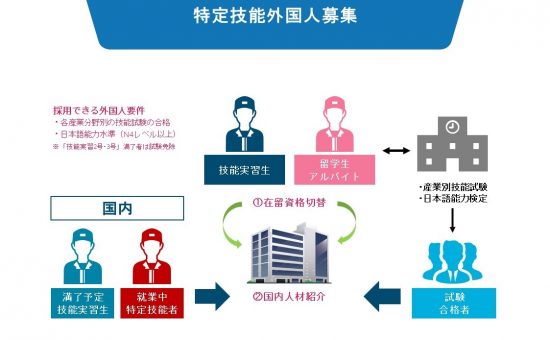 特定技能外国人募集
採用できる外国人要件
・各産業分野別の技能試験の合格
・日本語能力水準（N4レベル以上）
※「技能実習2号･3号」満了者は試験免除
技能実習生
留学生
アルバイト
・産業別技能試験
・日本語能力検定
①在留資格切替
国内
満了予定
技能実習生
就業中
特定技能者
②国内人材紹介
試験
合格者